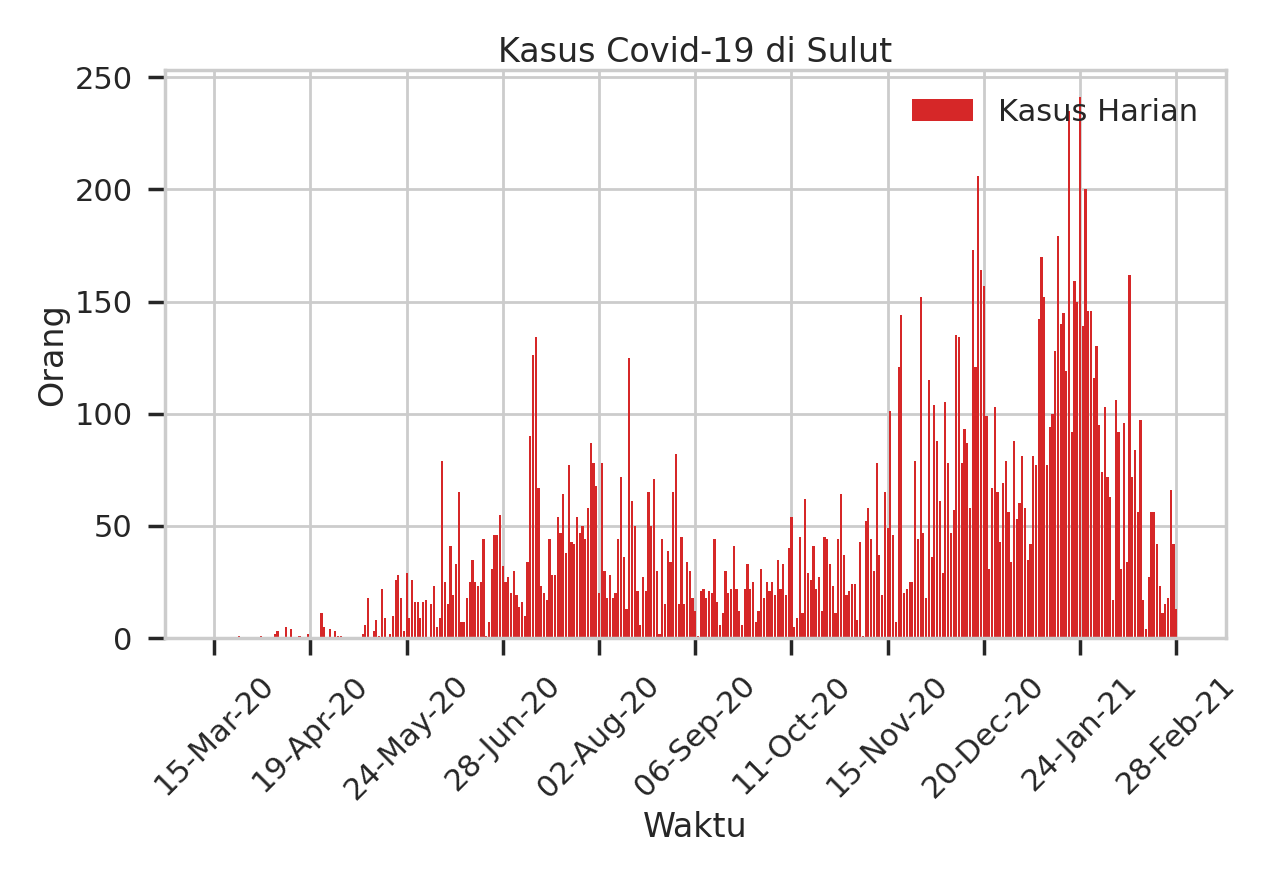 Kasus Covid-19 di Sulut
250
200
150
100
50
0
Orang
Kasus Harian
15-Mar-20
19-Apr-20
24-May-20
28-Jun-20
02-Aug-20
06-Sep-20
11-Oct-20
15-Nov-20
20-Dec-20
24-Jan-21
28-Feb-21
Waktu